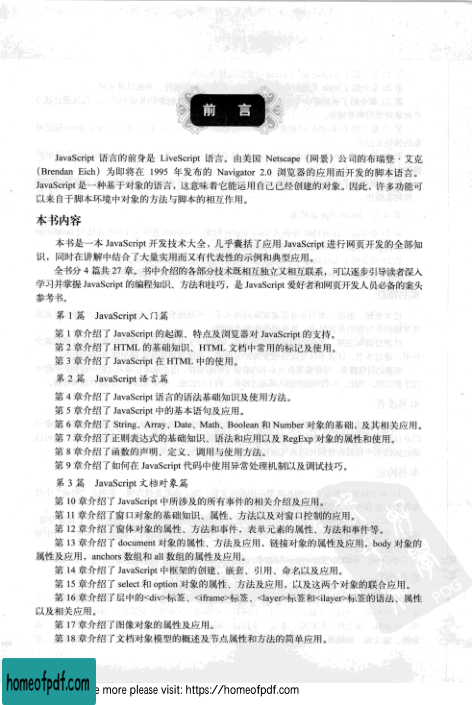 前 言
JavaScript 语言的前身是 LiveScript 语言。由美国 Netscape（网景）公司的布瑞登·艾克
（Brendan Eich）为即将在 1995 年发布的 Navigator 2.0 浏览器的应用而开发的脚本语言。
JavaScript 是一种基于对象的语言，这意味着它能运用自己已经创建的对象。因此，许多功能可
以来自于脚本环境中对象的方法与脚本的相互作用。
本书内容
本书是一本 JavaScript 开发技术大全，几乎囊括了应用 JavaScript 进行网页开发的全部知
识，同时在讲解中结合了大量实用而又有代表性的示例和典型应用。
全书分 4 篇共 27 章。书中介绍的各部分技术既相互独立又相互联系，可以逐步引导读者深入
学习并掌握 JavaScript 的编程知识、方法和技巧，是 JavaScript 爱好者和网页开发人员必备的案头
参考书。
第 1 篇 JavaScript 入门篇
第 1 章介绍了 JavaScript 的起源、特点及浏览器对 JavaScript 的支持。
第 2 章介绍了 HTML 的基础知识、HTML 文档中常用的标记及使用。
第 3 章介绍了 JavaScript 在 HTML 中的使用。
第 2 篇 JavaScript 语言篇
第 4 章介绍了 JavaScript 语言的语法基础知识及使用方法。
第 5 章介绍了 JavaScript 中的基本语句及应用。
第 6 章介绍了 String、Array、Date、Math、Boolean 和 Number 对象的基础，及其相关应用。
第 7 章介绍了正则表达式的基础知识、语法和应用以及 RegExp 对象的属性和使用。
第 8 章介绍了函数的声明、定义、调用与使用方法。
第 9 章介绍了如何在 JavaScript 代码中使用异常处理机制以及调试技巧。
第 3 篇 JavaScript 文档对象篇
第 10 章介绍了 JavaScript 中所涉及的所有事件的相关介绍及应用。
第 11 章介绍了窗口对象的基础知识、属性、方法以及对窗口控制的应用。
第 12 章介绍了窗体对象的属性、方法和事件，表单元素的属性、方法和事件等。
第 13 章介绍了 document 对象的属性、方法及应用，链接对象的属性及应用，body 对象的
属性及应用，anchors 数组和 all 数组的属性及应用。
第 14 章介绍了 JavaScript 中框架的创建、嵌套、引用、命名以及应用。
第 15 章介绍了 select 和 option 对象的属性、方法及应用，以及这两个对象的联合应用。
第 16 章介绍了层中的<div>标签、<iframe>标签、<layer>标签和<ilayer>标签的语法、属性
以及相关应用。
第 17 章介绍了图像对象的属性及应用。
第 18 章介绍了文档对象模型的概述及节点属性和方法的简单应用。
homeofpdf.com
e more please visit: https://homeofpdf.com